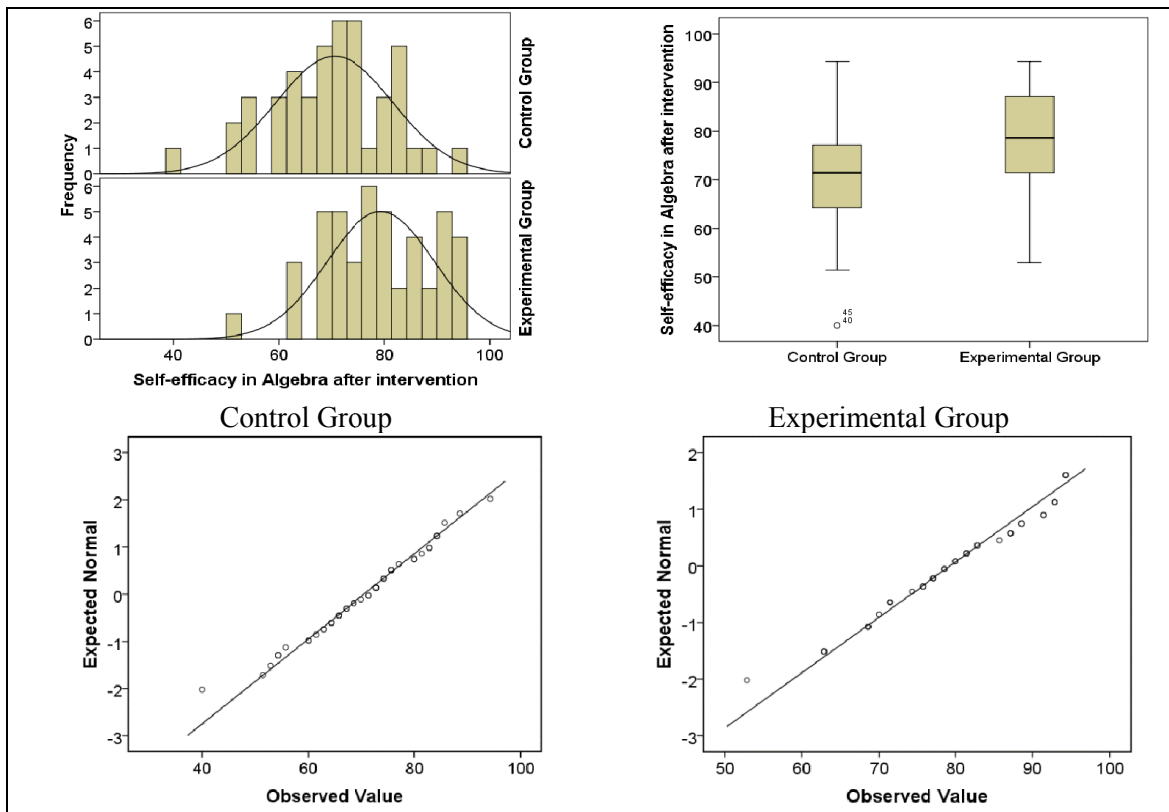 Frequency
6
5
4
3
2
1
0
Control Group
6
5
4
3
2
1
0
Experimental Group
40 60 80 100
Self-efficacy in Algebra after intervention
Self-efficacy in Algebra after intervention
100
90
80
70
60
50
40
45
40
Control Group Experimental Group
Control Group
Expected Normal
3
2
1
0
-1
-2
-3
40 60 80 100
Observed Value
Experimental Group
Expected Normal
2
1
0
-1
-2
-3
50 60 70 80 90 100
Observed Value